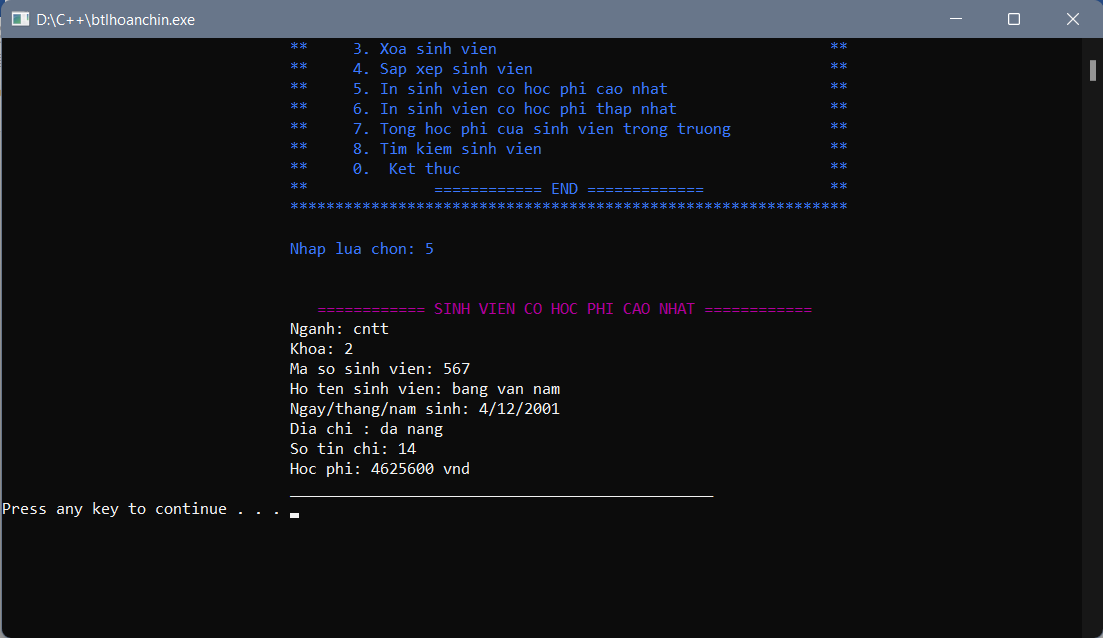 D:\C++\btlhoanchin.exe
** 3. Xoa sinh vien **
** 4. Sap xep sinh vien **
** 5. In sinh vien co hoc phi cao nhat **
** 6. In sinh vien co hoc phi thap nhat **
** 7. Tong hoc phi cua sinh vien trong truong **
** 8. Tim kiem sinh vien **
** 0.  Ket thuc **
** ============ END ============= **
**************************************************************
Nhap lua chon: 5
============ SINH VIEN CO HOC PHI CAO NHAT ============
Nganh: cntt
Khoa: 2
Ma so sinh vien: 567
Ho ten sinh vien: bang van nam
Ngay/thang/nam sinh: 4/12/2001
Dia chi : da nang
So tin chi: 14
Hoc phi: 4625600 vnd
_______________________________________________
Press any key to continue . . .